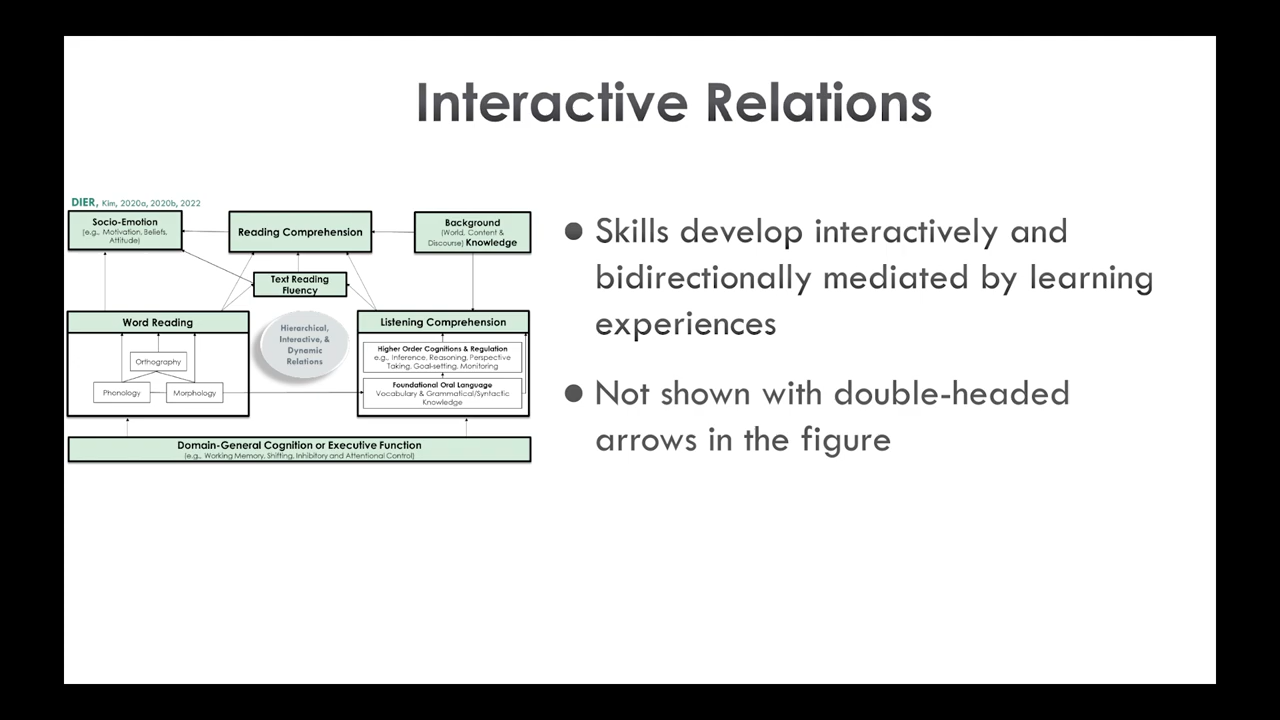 Interactive Relations
DIER, Kim, 2020a, 2020b, 2022
Socio-Emotion
(e.g., Motivation, Beliefs,
Attitude)
Reading Comprehension
Background
(World, Content &
Discourse) Knowledge
Text Reading
Fluency
Word Reading
Orthography
Phonology
Morphology
Hierarchical,
Interactive, &
Dynamic
Relations
Listening Comprehension
Higher Order Cognitions & Regulation
e.g., Inference, Reasoning, Perspective
Taking, Goal-setting, Monitoring
Foundational Oral Language
Vocabulary & Grammatical/Syntactic
Knowledge
Domain-General Cognition or Executive Function
(e.g., Working Memory, Shifting, Inhibitory and Attentional Control)
● Skills develop interactively and
bidirectionally mediated by learning
experiences
● Not shown with double-headed
arrows in the figure